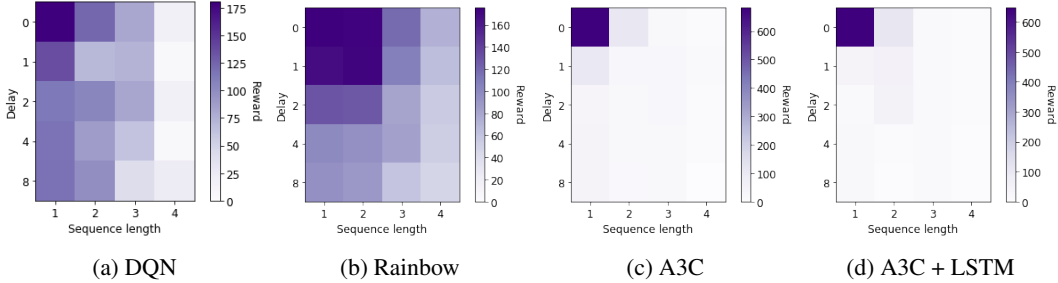 0
1
2
4
8
Delay
1 2 3 4
Sequence length
175
150
125
100
75
50
25
0
Reward
(a) DQN
0
1
2
4
8
Delay
1 2 3 4
Sequence length
160
140
120
100
80
60
40
20
Reward
(b) Rainbow
0
1
2
4
8
Delay
1 2 3 4
Sequence length
600
500
400
300
200
100
0
Reward
(c) A3C
0
1
2
4
8
Delay
1 2 3 4
Sequence length
600
500
400
300
200
100
0
Reward
(d) A3C + LSTM